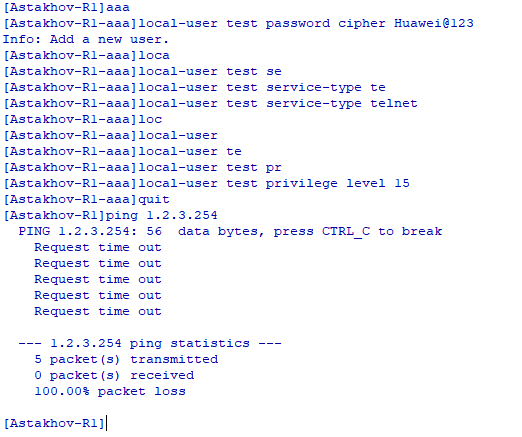 [Astakhov-R1]aaa
[Astakhov-R1-aaa]local-user test password cipher Huawei@123
Info: Add a new user.
[Astakhov-R1-aaa]loca
[Astakhov-R1-aaa]local-user test se
[Astakhov-R1-aaa]local-user test service-type te
[Astakhov-R1-aaa]local-user test service-type telnet
[Astakhov-R1-aaa]loc
[Astakhov-R1-aaa]local-user
[Astakhov-R1-aaa]local-user te
[Astakhov-R1-aaa]local-user test pr
[Astakhov-R1-aaa]local-user test privilege level 15
[Astakhov-R1-aaa]quit
[Astakhov-R1]ping 1.2.3.254
  PING 1.2.3.254: 56  data bytes, press CTRL_C to break
    Request time out
    Request time out
    Request time out
    Request time out
    Request time out

  --- 1.2.3.254 ping statistics ---
    5 packet(s) transmitted
    0 packet(s) received
    100.00% packet loss

[Astakhov-R1]